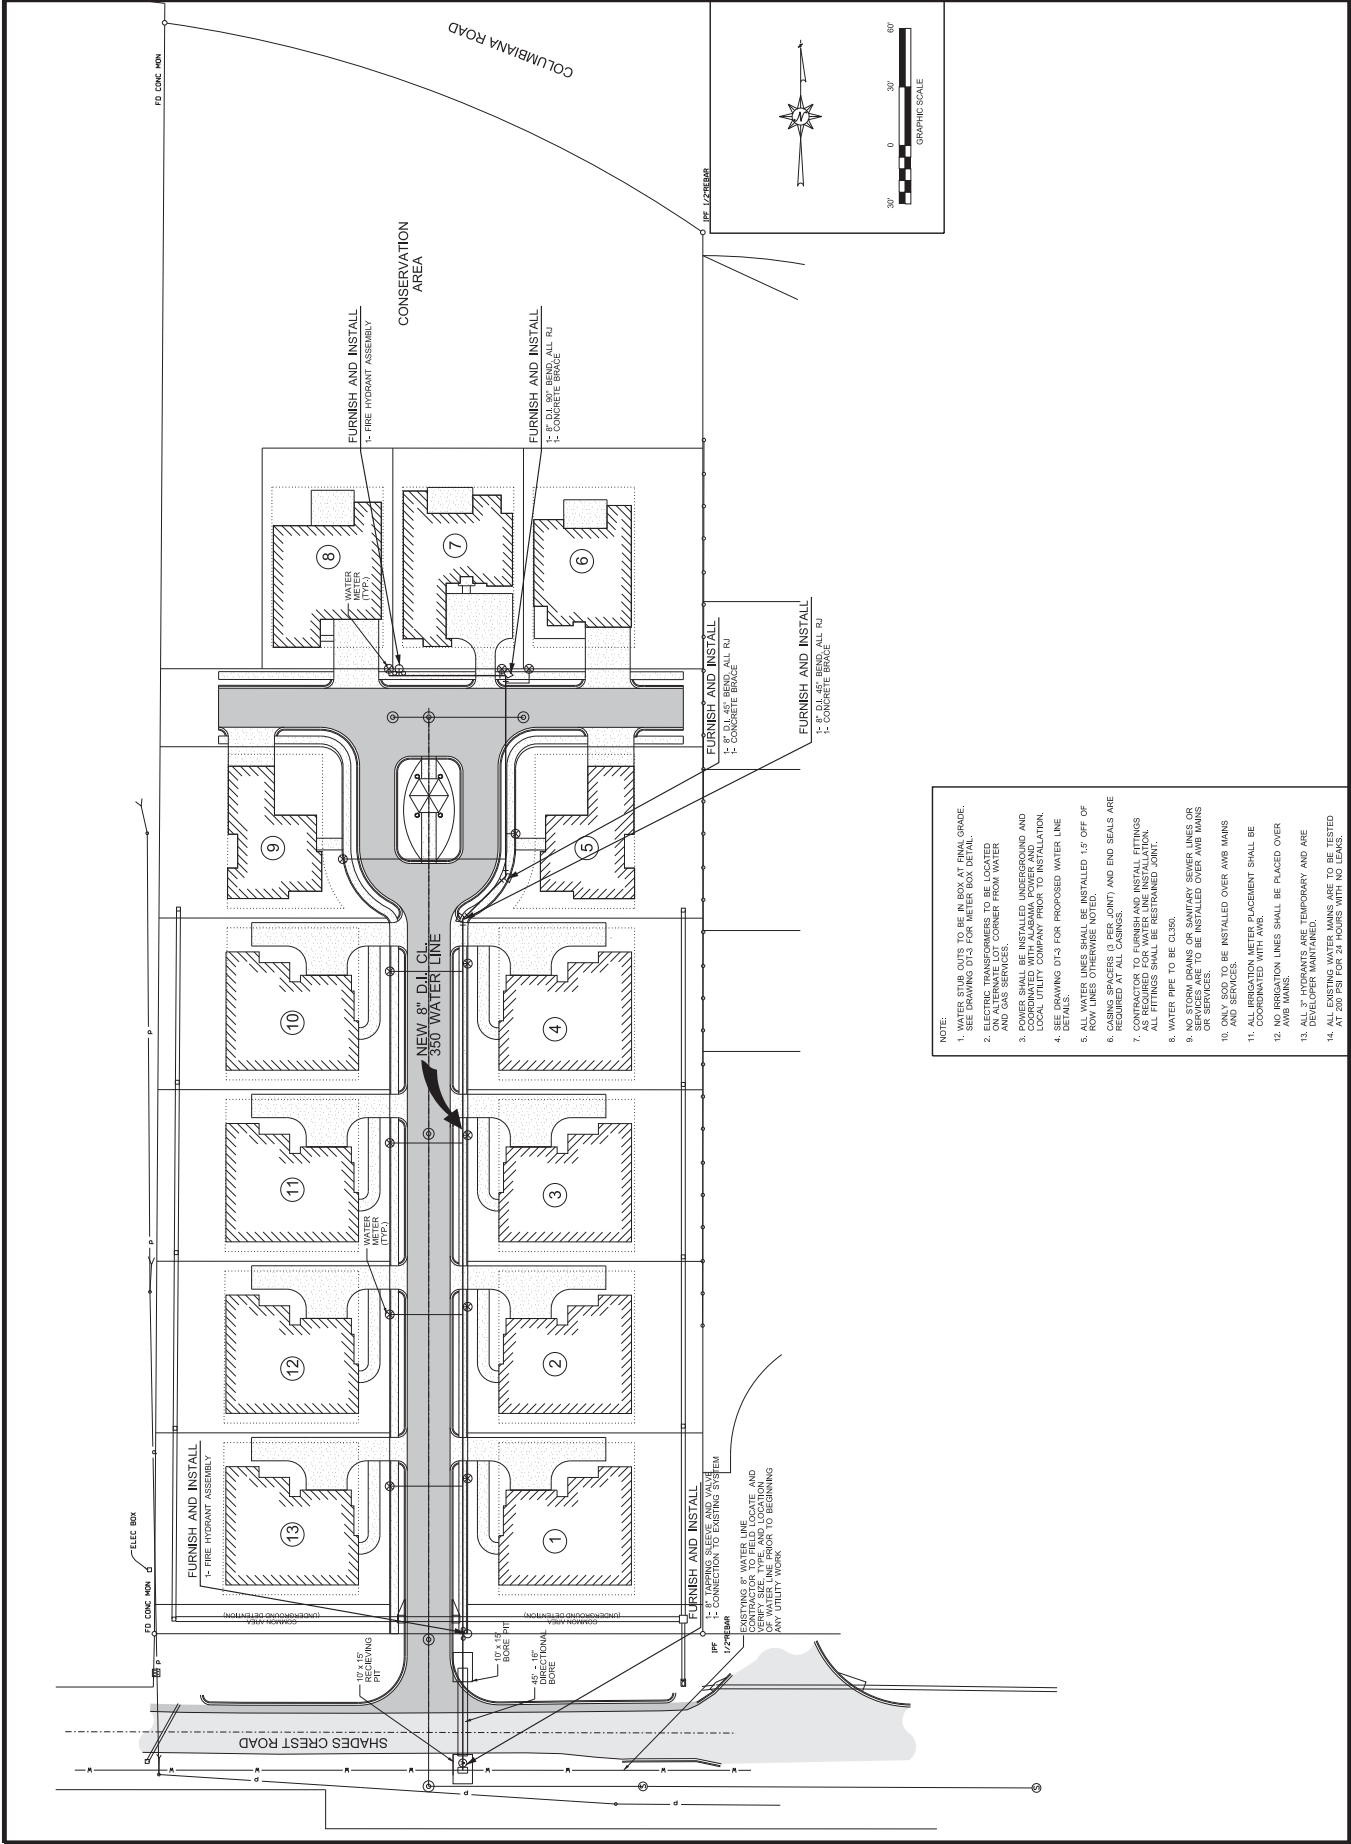 COLUMBIANA ROAD
FD CONC MON
IPF 1/2"REBAR
30'
0
30'
60'
GRAPHIC SCALE
N
CONSERVATION
AREA
FURNISH AND INSTALL
1- FIRE HYDRANT ASSEMBLY
FURNISH AND INSTALL
1- 8" D.I. 90° BEND, ALL RJ
1- CONCRETE BRACE
8
7
6
WATER
METER
(TYP.)
FURNISH AND INSTALL
1- 8" D.I. 45° BEND, ALL RJ
1- CONCRETE BRACE
FURNISH AND INSTALL
1- 8" D.I. 45° BEND, ALL RJ
1- CONCRETE BRACE
9
5
NEW 8" D.I. CL.
350 WATER LINE
10
4
11
3
WATER
METER
(TYP.)
12
2
13
1
ELEC BOX
FURNISH AND INSTALL
1- FIRE HYDRANT ASSEMBLY
FD CONC MON
COMMON AREA
(UNDERGROUND DETENTION)
COMMON AREA
(UNDERGROUND DETENTION)
10' x 15'
RECIEVING
PIT
10' x 15'
BORE PIT
45' - 16"
DIRECTIONAL
BORE
FURNISH AND INSTALL
1- 8" TAPPING SLEEVE AND VALVE
1- CONNECTION TO EXISTING SYSTEM
IPF
1/2"REBAR
EXISTYING 8" WATER LINE
CONTRACTOR TO FIELD LOCATE AND
VERIFY SIZE, TYPE, AND LOCATION
OF WATER LINE PRIOR TO BEGINNING
ANY UTILITY WORK
SHADES CREST ROAD
NOTE:
1. WATER STUB OUTS TO BE IN BOX AT FINAL GRADE.
SEE DRAWING DT-3 FOR METER BOX DETAIL.
2. ELECTRIC TRANSFORMERS TO BE LOCATED
ON ALTERNATE LOT CORNER FROM WATER
AND GAS SERVICES.
3. POWER SHALL BE INSTALLED UNDERGROUND AND
COORDINATED WITH ALABAMA POWER AND
LOCAL UTILITY COMPANY PRIOR TO INSTALLATION.
4. SEE DRAWING DT-3 FOR PROPOSED WATER LINE
DETAILS.
5. ALL WATER LINES SHALL BE INSTALLED 1.5' OFF OF
ROW LINES OTHERWISE NOTED.
6. CASING SPACERS (3 PER JOINT) AND END SEALS ARE
REQUIRED AT ALL CASINGS.
7. CONTRACTOR TO FURNISH AND INSTALL FITTINGS
AS REQUIRED FOR WATER LINE INSTALLATION.
ALL FITTINGS SHALL BE RESTRAINED JOINT.
8. WATER PIPE TO BE CL350.
9. NO STORM DRAINS OR SANITARY SEWER LINES OR
SERVICES ARE TO BE INSTALLED OVER AWB MAINS
OR SERVICES.
10. ONLY SOD TO BE INSTALLED OVER AWB MAINS
AND SERVICES.
11. ALL IRRIGATION METER PLACEMENT SHALL BE
COORDINATED WITH AWB.
12. NO IRRIGATION LINES SHALL BE PLACED OVER
AWB MAINS.
13. ALL 3" HYDRANTS ARE TEMPORARY AND ARE
DEVELOPER MAINTAINED.
14. ALL EXISTING WATER MAINS ARE TO BE TESTED
AT 200 PSI FOR 24 HOURS WITH NO LEAKS.